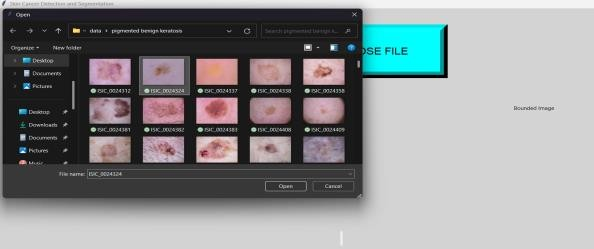 Skin Cancer Detection and Segmentation
Open
data > pigmented benign keratosis
Search pigmented benign k...
Organize New folder
Desktop
Documents
Pictures
ISIC_0024312 ISIC_0024324 ISIC_0024337 ISIC_0024338 ISIC_0024358
Desktop
Downloads
Documents
Pictures
Music
ISIC_0024381 ISIC_0024382 ISIC_0024383 ISIC_0024408 ISIC_0024409
File name: ISIC_0024324
Open Cancel
OSE FILE
Bounded Image